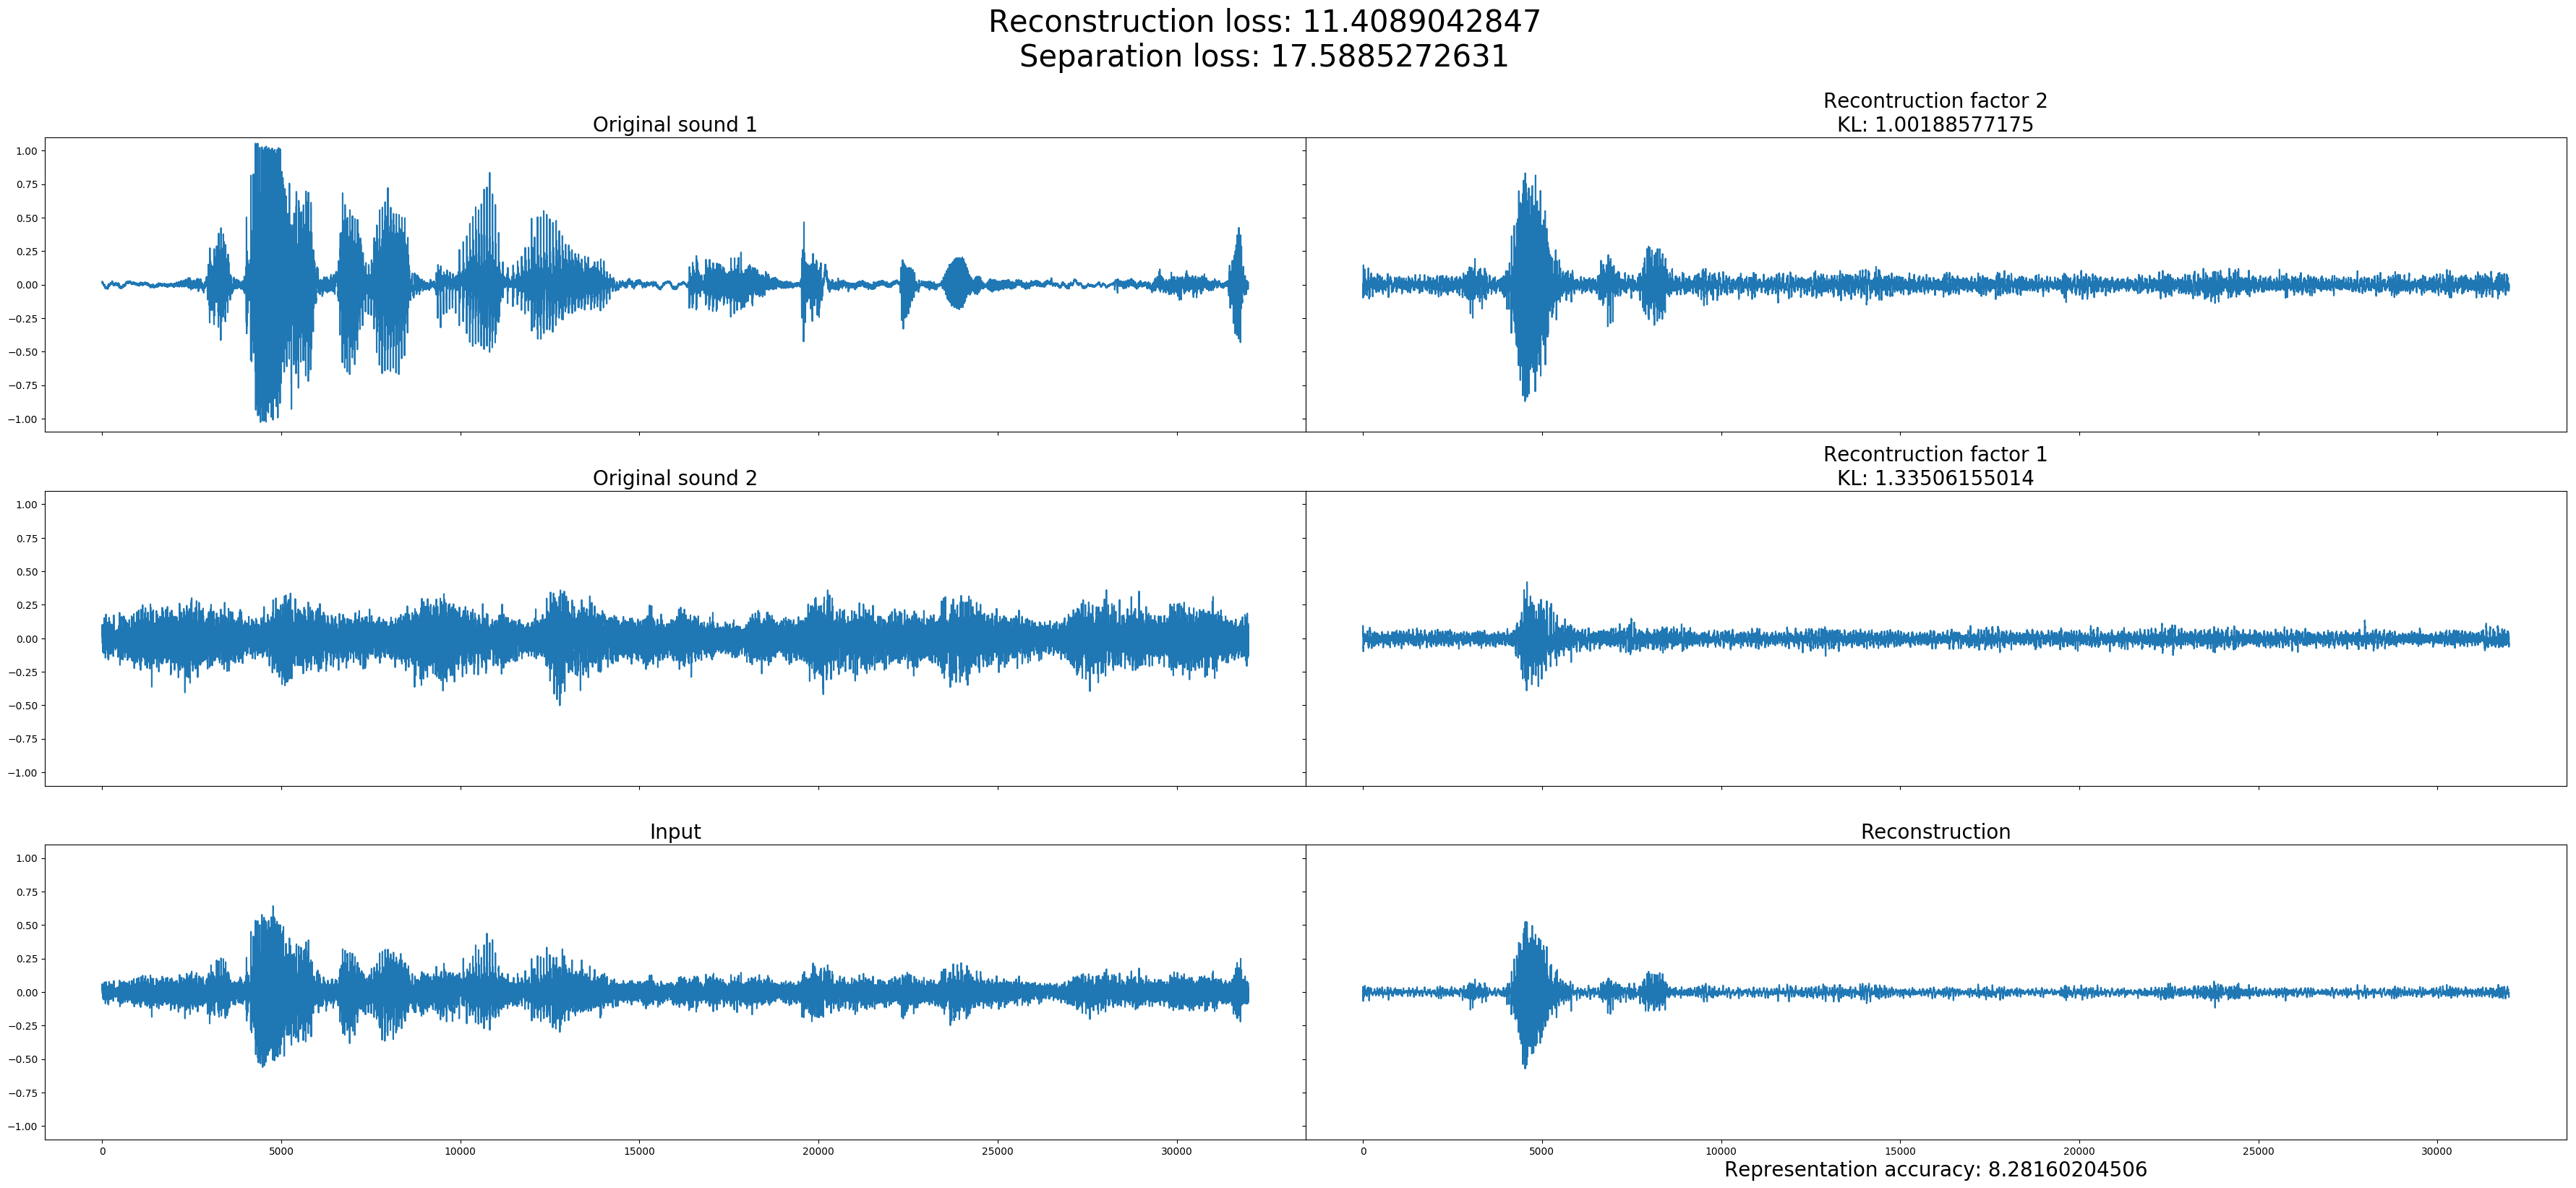 Reconstruction loss: 11.4089042847
Separation loss: 17.5885272631
Original sound 1
Recontruction factor 2
KL: 1.00188577175
1.00
0.75
0.50
0.25
0.00
−0.25
−0.50
−0.75
−1.00
Original sound 2
Recontruction factor 1
KL: 1.33506155014
1.00
0.75
0.50
0.25
0.00
−0.25
−0.50
−0.75
−1.00
Input
Reconstruction
1.00
0.75
0.50
0.25
0.00
−0.25
−0.50
−0.75
−1.00
0 5000 10000 15000 20000 25000 30000
0 5000 10000 15000 20000 25000 30000
Representation accuracy: 8.28160204506